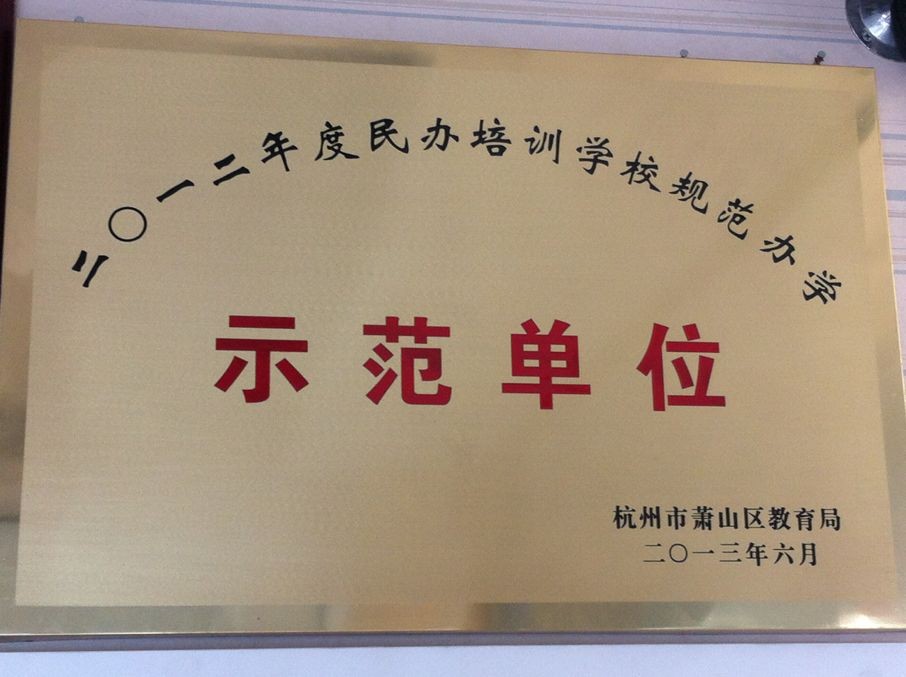 二〇一二年度民办培训学校规范办学
示范单位
杭州市萧山区教育局
二〇一三年六月